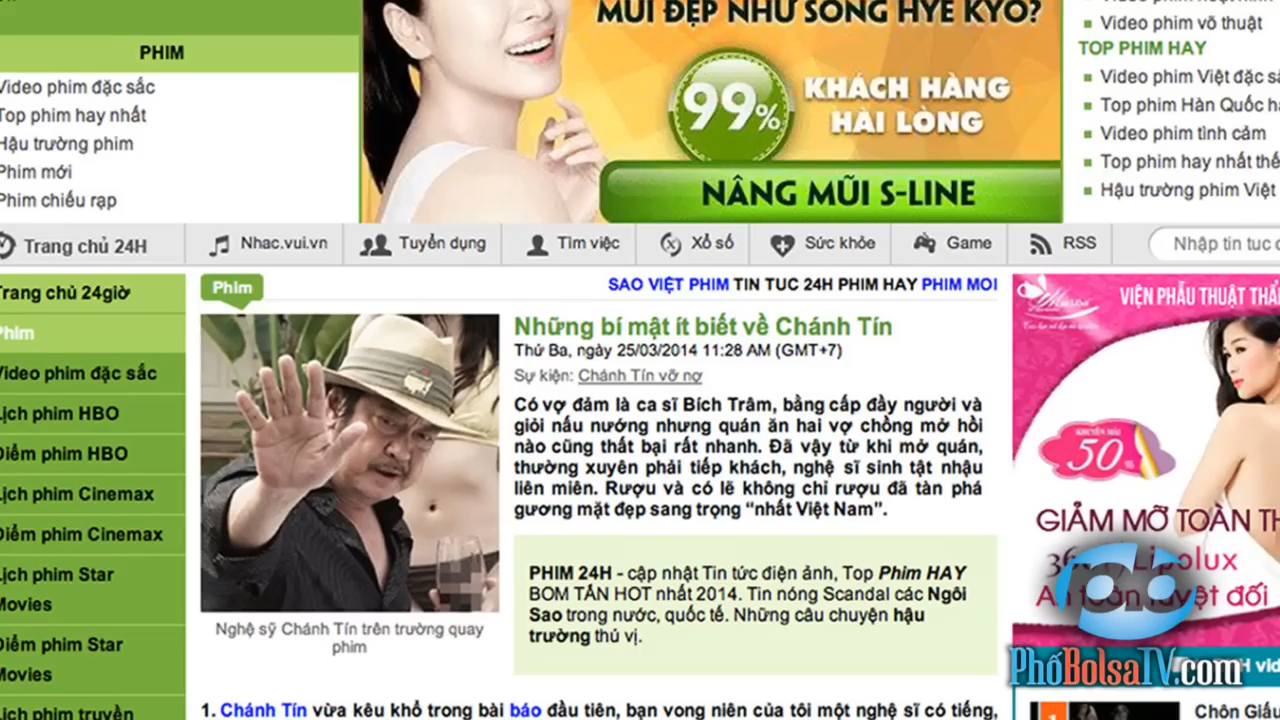 MŨI ĐẸP NHƯ SONG HYE KYO?
99%
KHÁCH HÀNG
HÀI LÒNG
NÂNG MŨI S-LINE
PHIM
Video phim đặc sắc
Top phim hay nhất
Hậu trường phim
Phim mới
Phim chiếu rạp
Video phim võ thuật
TOP PHIM HAY
Video phim Việt đặc
Top phim Hàn Quốc
Video phim tình cảm
Top phim hay nhất
Hậu trường phim Việt
Trang chủ 24H
Nhac.vui.vn
Tuyển dụng
Tìm việc
Xổ số
Sức khỏe
Game
RSS
Nhập tin tuc
Trang chủ 24giờ
Phim
Video phim đặc sắc
Lịch phim HBO
Điểm phim HBO
Lịch phim Cinemax
Điểm phim Cinemax
Lịch phim Star
Movies
Điểm phim Star
Movies
Lịch phim truyền
Phim
SAO VIỆT PHIM TIN TUC 24H PHIM HAY PHIM MOI
Những bí mật ít biết về Chánh Tín
Thứ Ba, ngày 25/03/2014 11:28 AM (GMT+7)
Sự kiện: Chánh Tín vỡ nợ
Có vợ đảm là ca sĩ Bích Trâm, bằng cấp đầy người và
giỏi nấu nướng nhưng quán ăn hai vợ chồng mở hồi
nào cũng thất bại rất nhanh. Đã vậy từ khi mở quán,
thường xuyên phải tiếp khách, nghệ sĩ sinh tật nhậu
liên miên. Rượu và có lẽ không chỉ rượu đã tàn phá
gương mặt đẹp sang trọng “nhất Việt Nam”.
PHIM 24H - cập nhật Tin tức điện ảnh, Top Phim HAY
BOM TẤN HOT nhất 2014. Tin nóng Scandal các Ngôi
Sao trong nước, quốc tế. Những câu chuyện hậu
trường thú vị.
Nghệ sỹ Chánh Tín trên trường quay
phim
1. Chánh Tín vừa kêu khổ trong bài báo đầu tiên, bạn vong niên của tôi một nghệ sĩ có tiếng,
VIỆN PHẪU THUẬT
KHUYẾN MÃI
50%
GIẢM MỠ TOÀN
Lipolux
An toàn tuyệt đối
PhốBolsaTV.com
1
Chôn Giấu